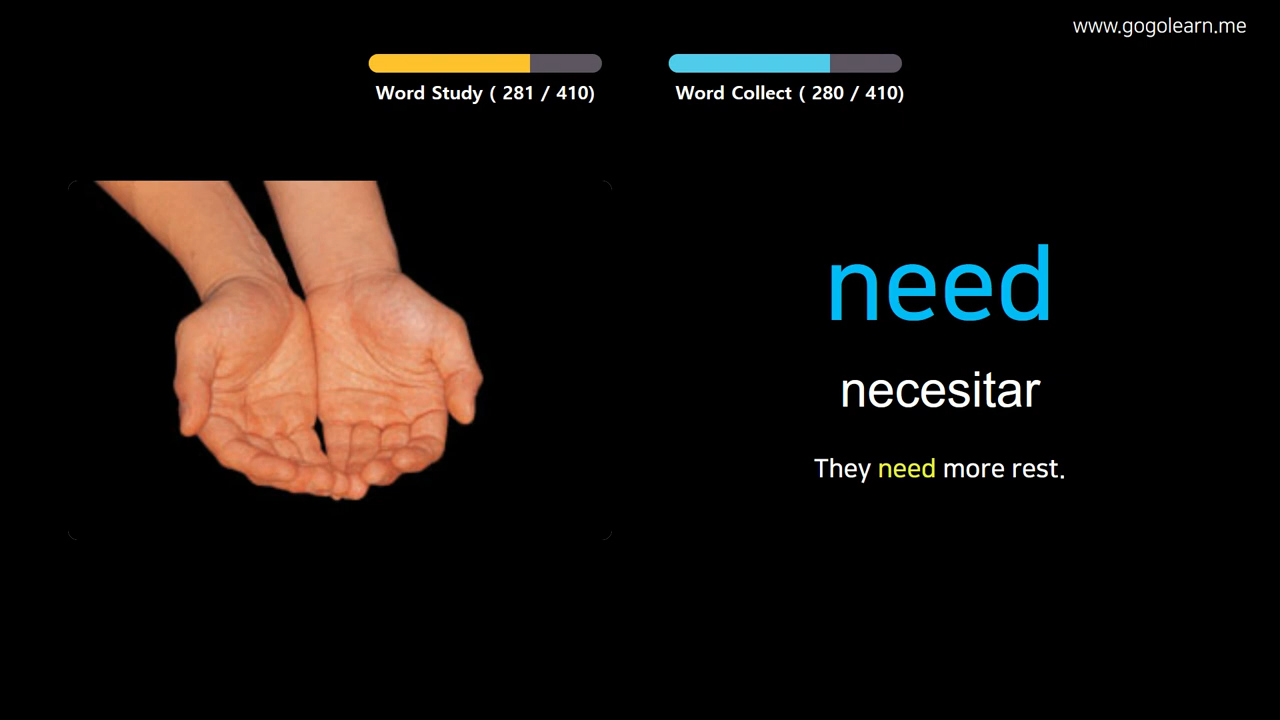 www.gogolearn.me
Word Study ( 281 / 410)
Word Collect ( 280 / 410)
need
necesitar
They need more rest.